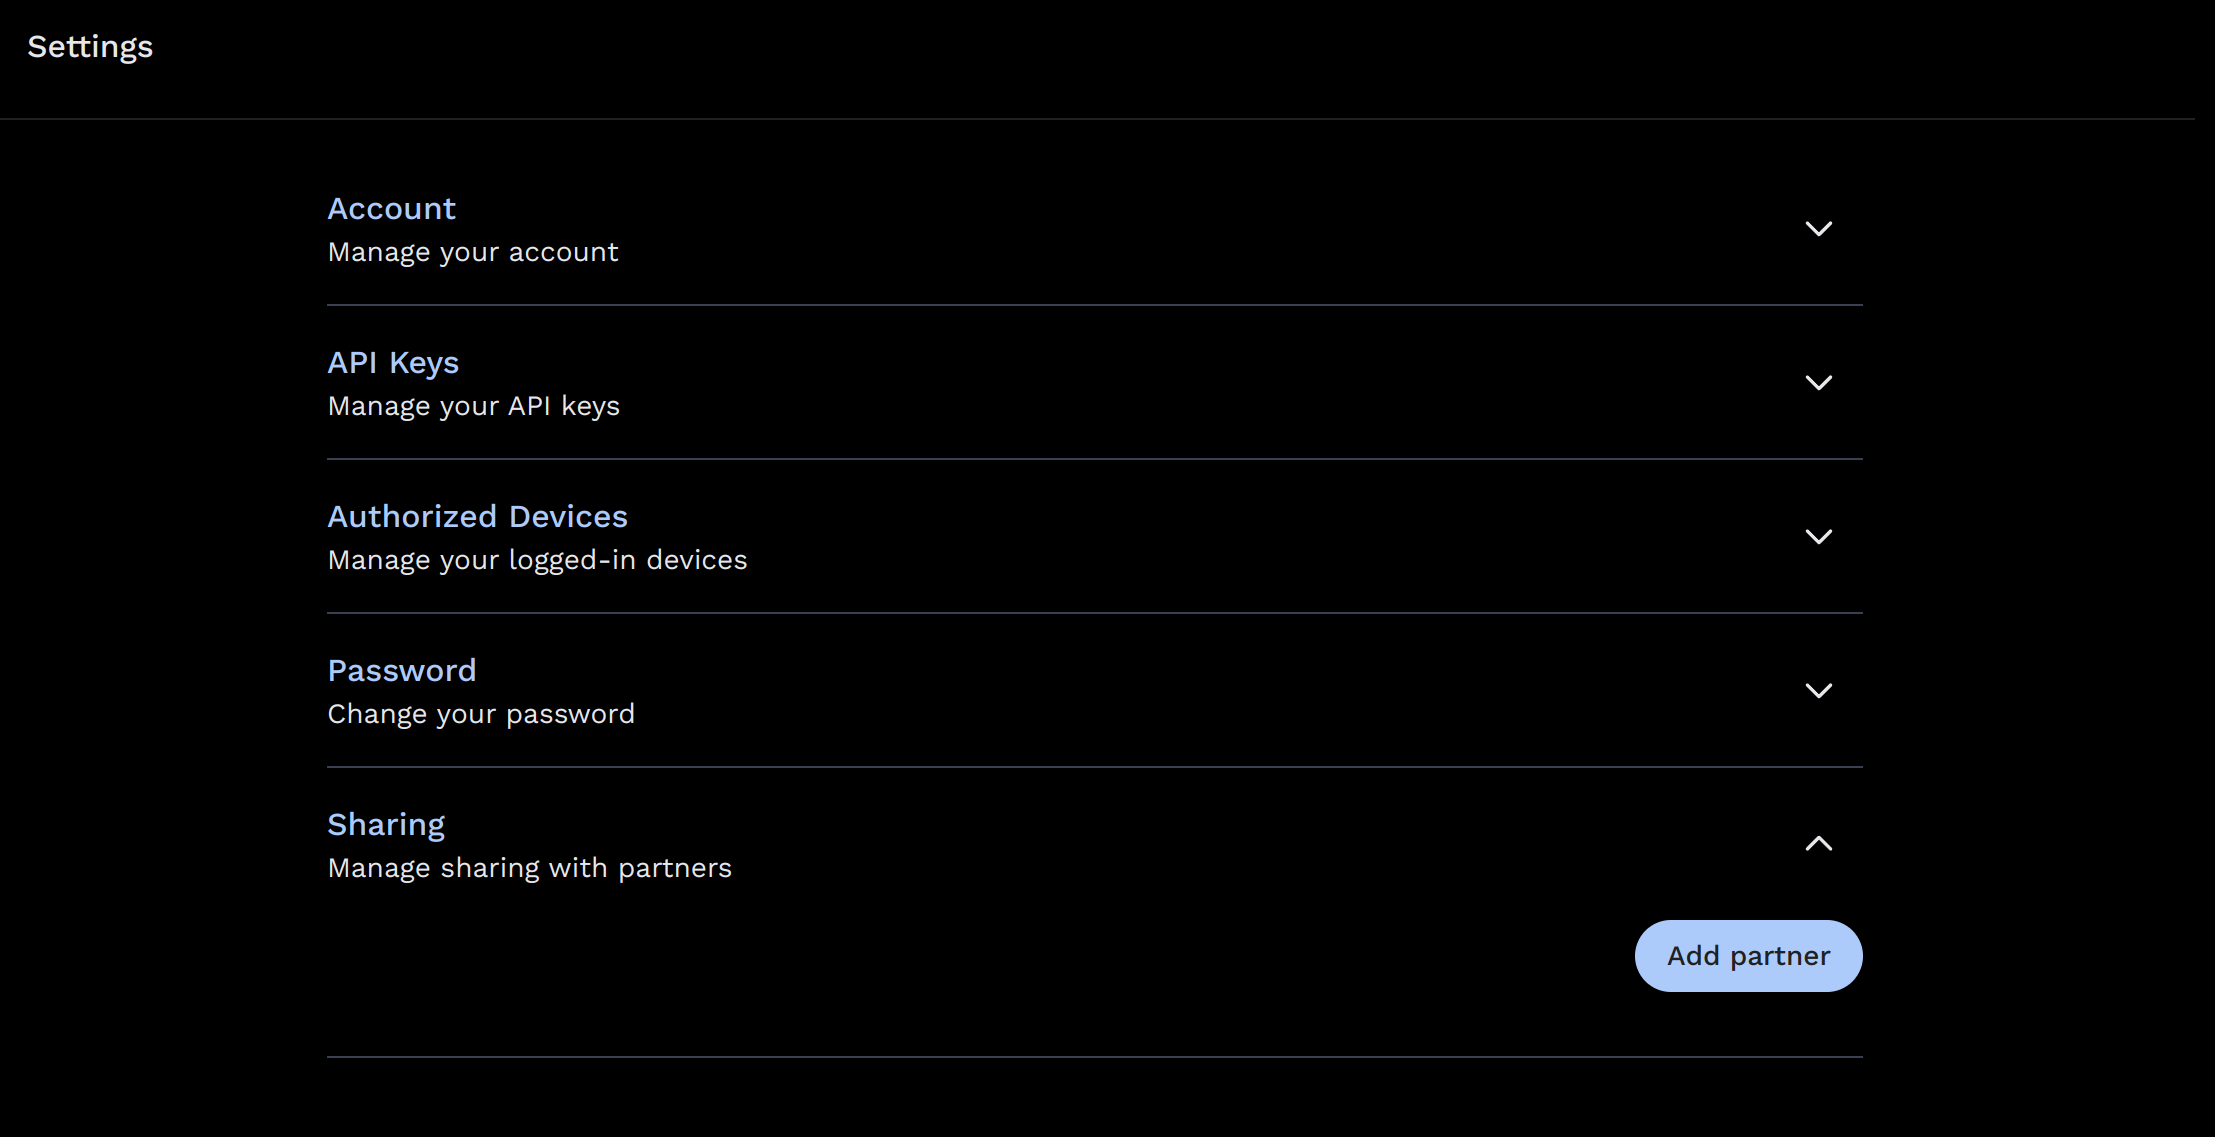 Settings
Account
Manage your account
API Keys
Manage your API keys
Authorized Devices
Manage your logged-in devices
Password
Change your password
Sharing
Manage sharing with partners
Add partner